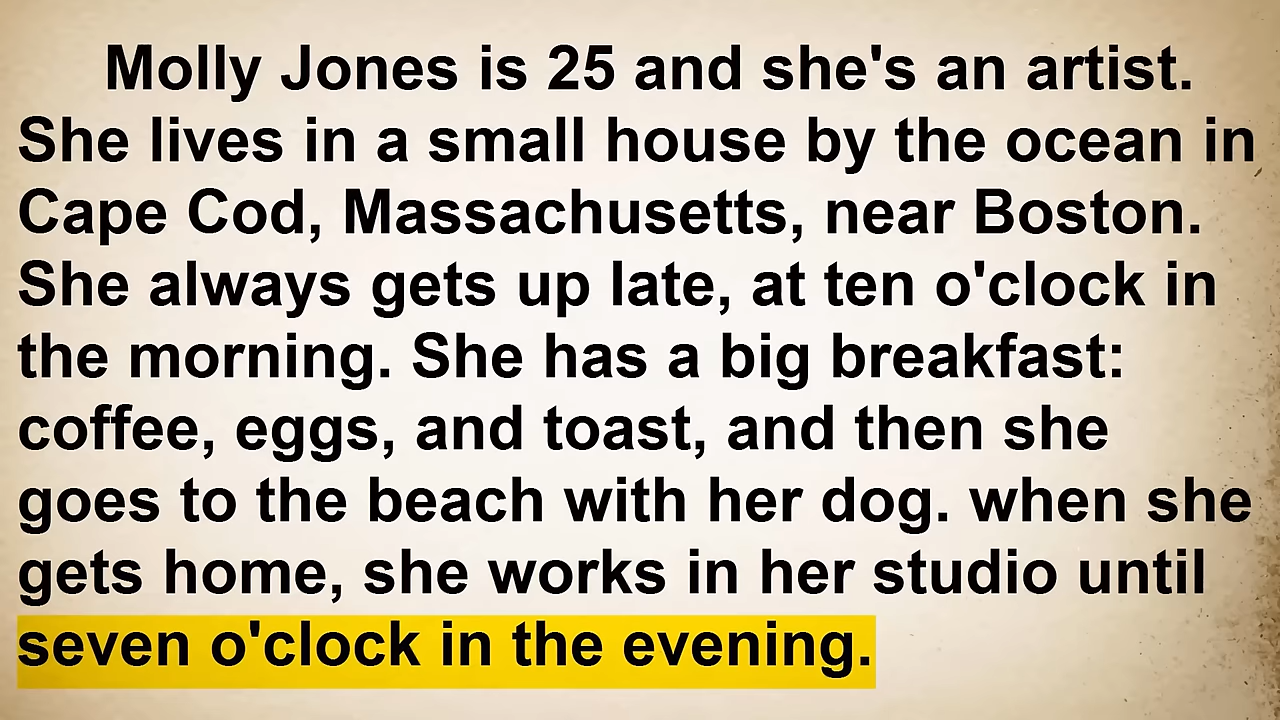 Molly Jones is 25 and she's an artist.
She lives in a small house by the ocean in
Cape Cod, Massachusetts, near Boston.
She always gets up late, at ten o'clock in
the morning. She has a big breakfast:
coffee, eggs, and toast, and then she
goes to the beach with her dog. when she
gets home, she works in her studio until
seven o'clock in the evening.